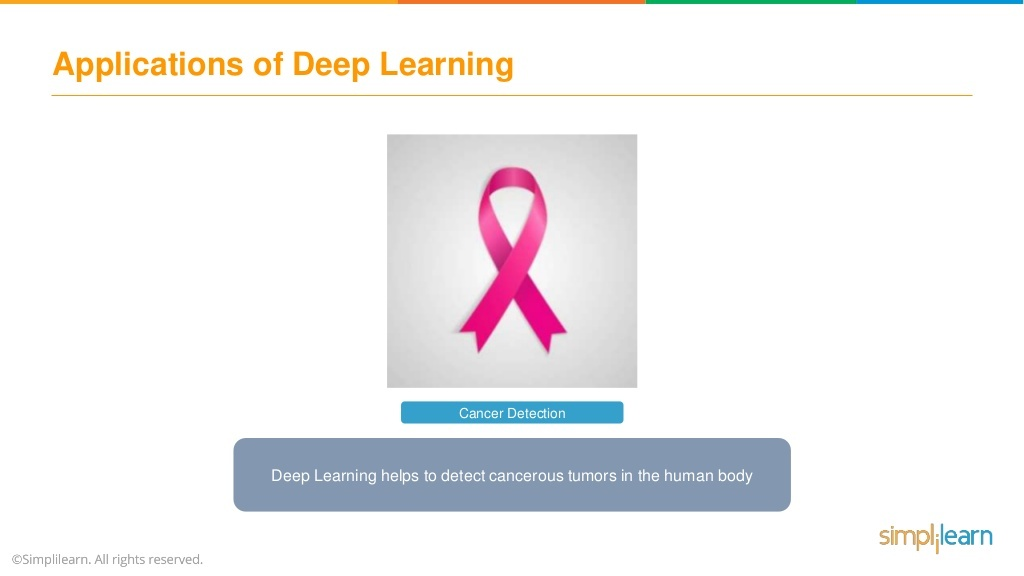 Applications of Deep Learning
Cancer Detection
Deep Learning helps to detect cancerous tumors in the human body
simplilearn
©Simplilearn. All rights reserved.